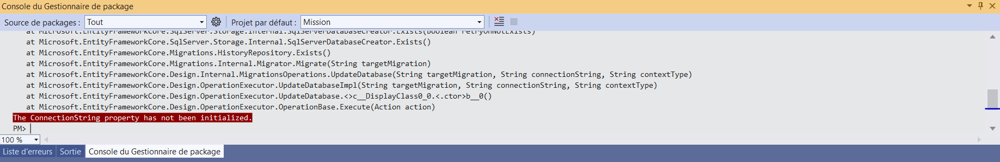 Console du Gestionnaire de package
Source de packages : Tout Projet par défaut : Mission
at Microsoft.EntityFrameworkCore.SqlServer.Storage.Internal.SqlServerDatabaseCreator.Exists(Boolean retryOnNotExists)
at Microsoft.EntityFrameworkCore.SqlServer.Storage.Internal.SqlServerDatabaseCreator.Exists()
at Microsoft.EntityFrameworkCore.Migrations.HistoryRepository.Exists()
at Microsoft.EntityFrameworkCore.Migrations.Internal.Migrator.Migrate(String targetMigration)
at Microsoft.EntityFrameworkCore.Design.Internal.MigrationsOperations.UpdateDatabase(String targetMigration, String connectionString, String contextType)
at Microsoft.EntityFrameworkCore.Design.OperationExecutor.UpdateDatabaseImpl(String targetMigration, String connectionString, String contextType)
at Microsoft.EntityFrameworkCore.Design.OperationExecutor.UpdateDatabase.<>c__DisplayClass0_0.<.ctor>b__0()
at Microsoft.EntityFrameworkCore.Design.OperationExecutor.OperationBase.Execute(Action action)
The ConnectionString property has not been initialized.
PM>
100 %
Liste d'erreurs Sortie Console du Gestionnaire de package